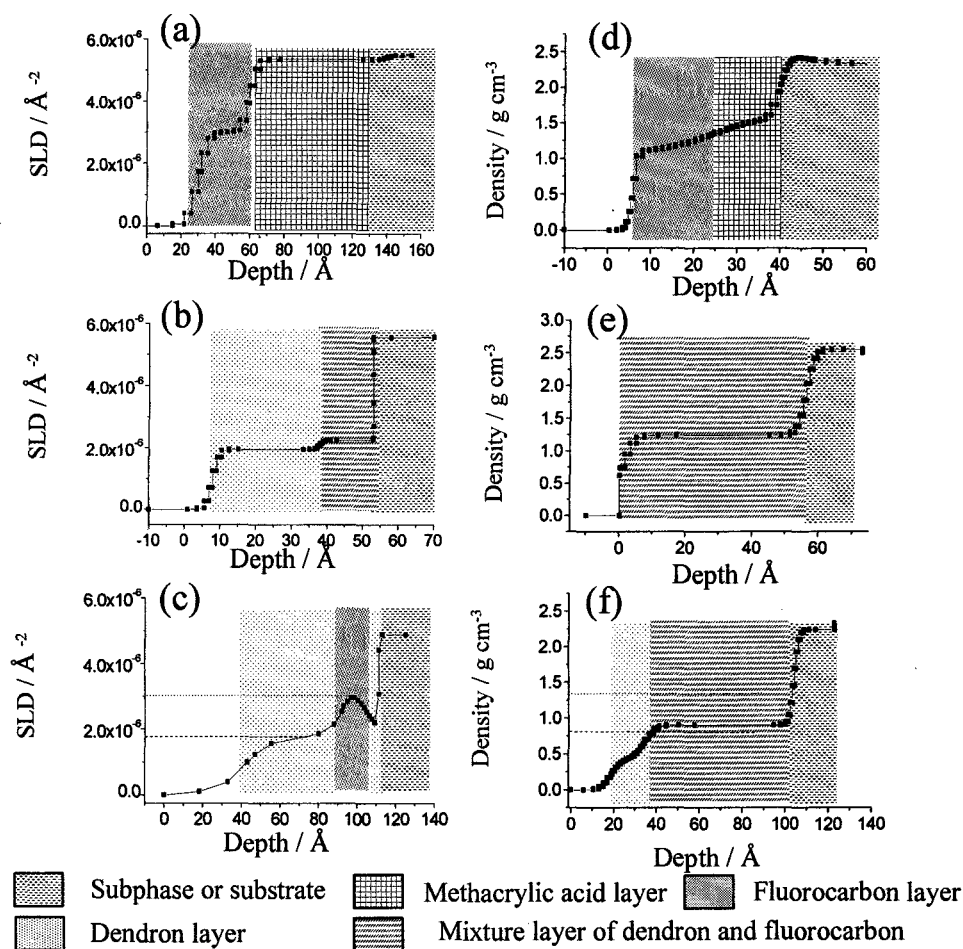 (a)
SLD / Å⁻²
6.0x10⁻⁶
4.0x10⁻⁶
2.0x10⁻⁶
0.0
0 20 40 60 80 100 120 140 160
Depth / Å
(d)
Density / g cm⁻³
2.5
2.0
1.5
1.0
0.5
0.0
-10 0 10 20 30 40 50 60
Depth / Å
(b)
SLD / Å⁻²
6.0x10⁻⁶
4.0x10⁻⁶
2.0x10⁻⁶
0.0
-10 0 10 20 30 40 50 60 70
Depth / Å
(e)
Density / g cm⁻³
3.0
2.5
2.0
1.5
1.0
0.5
0.0
0 20 40 60
Depth / Å
(c)
SLD / Å⁻²
6.0x10⁻⁶
4.0x10⁻⁶
2.0x10⁻⁶
0.0
0 20 40 60 80 100 120 140
Depth / Å
(f)
Density / g cm⁻³
2.5
2.0
1.5
1.0
0.5
0.0
0 20 40 60 80 100 120 140
Depth / Å
Subphase or substrate
Methacrylic acid layer
Fluorocarbon layer
Dendron layer
Mixture layer of dendron and fluorocarbon